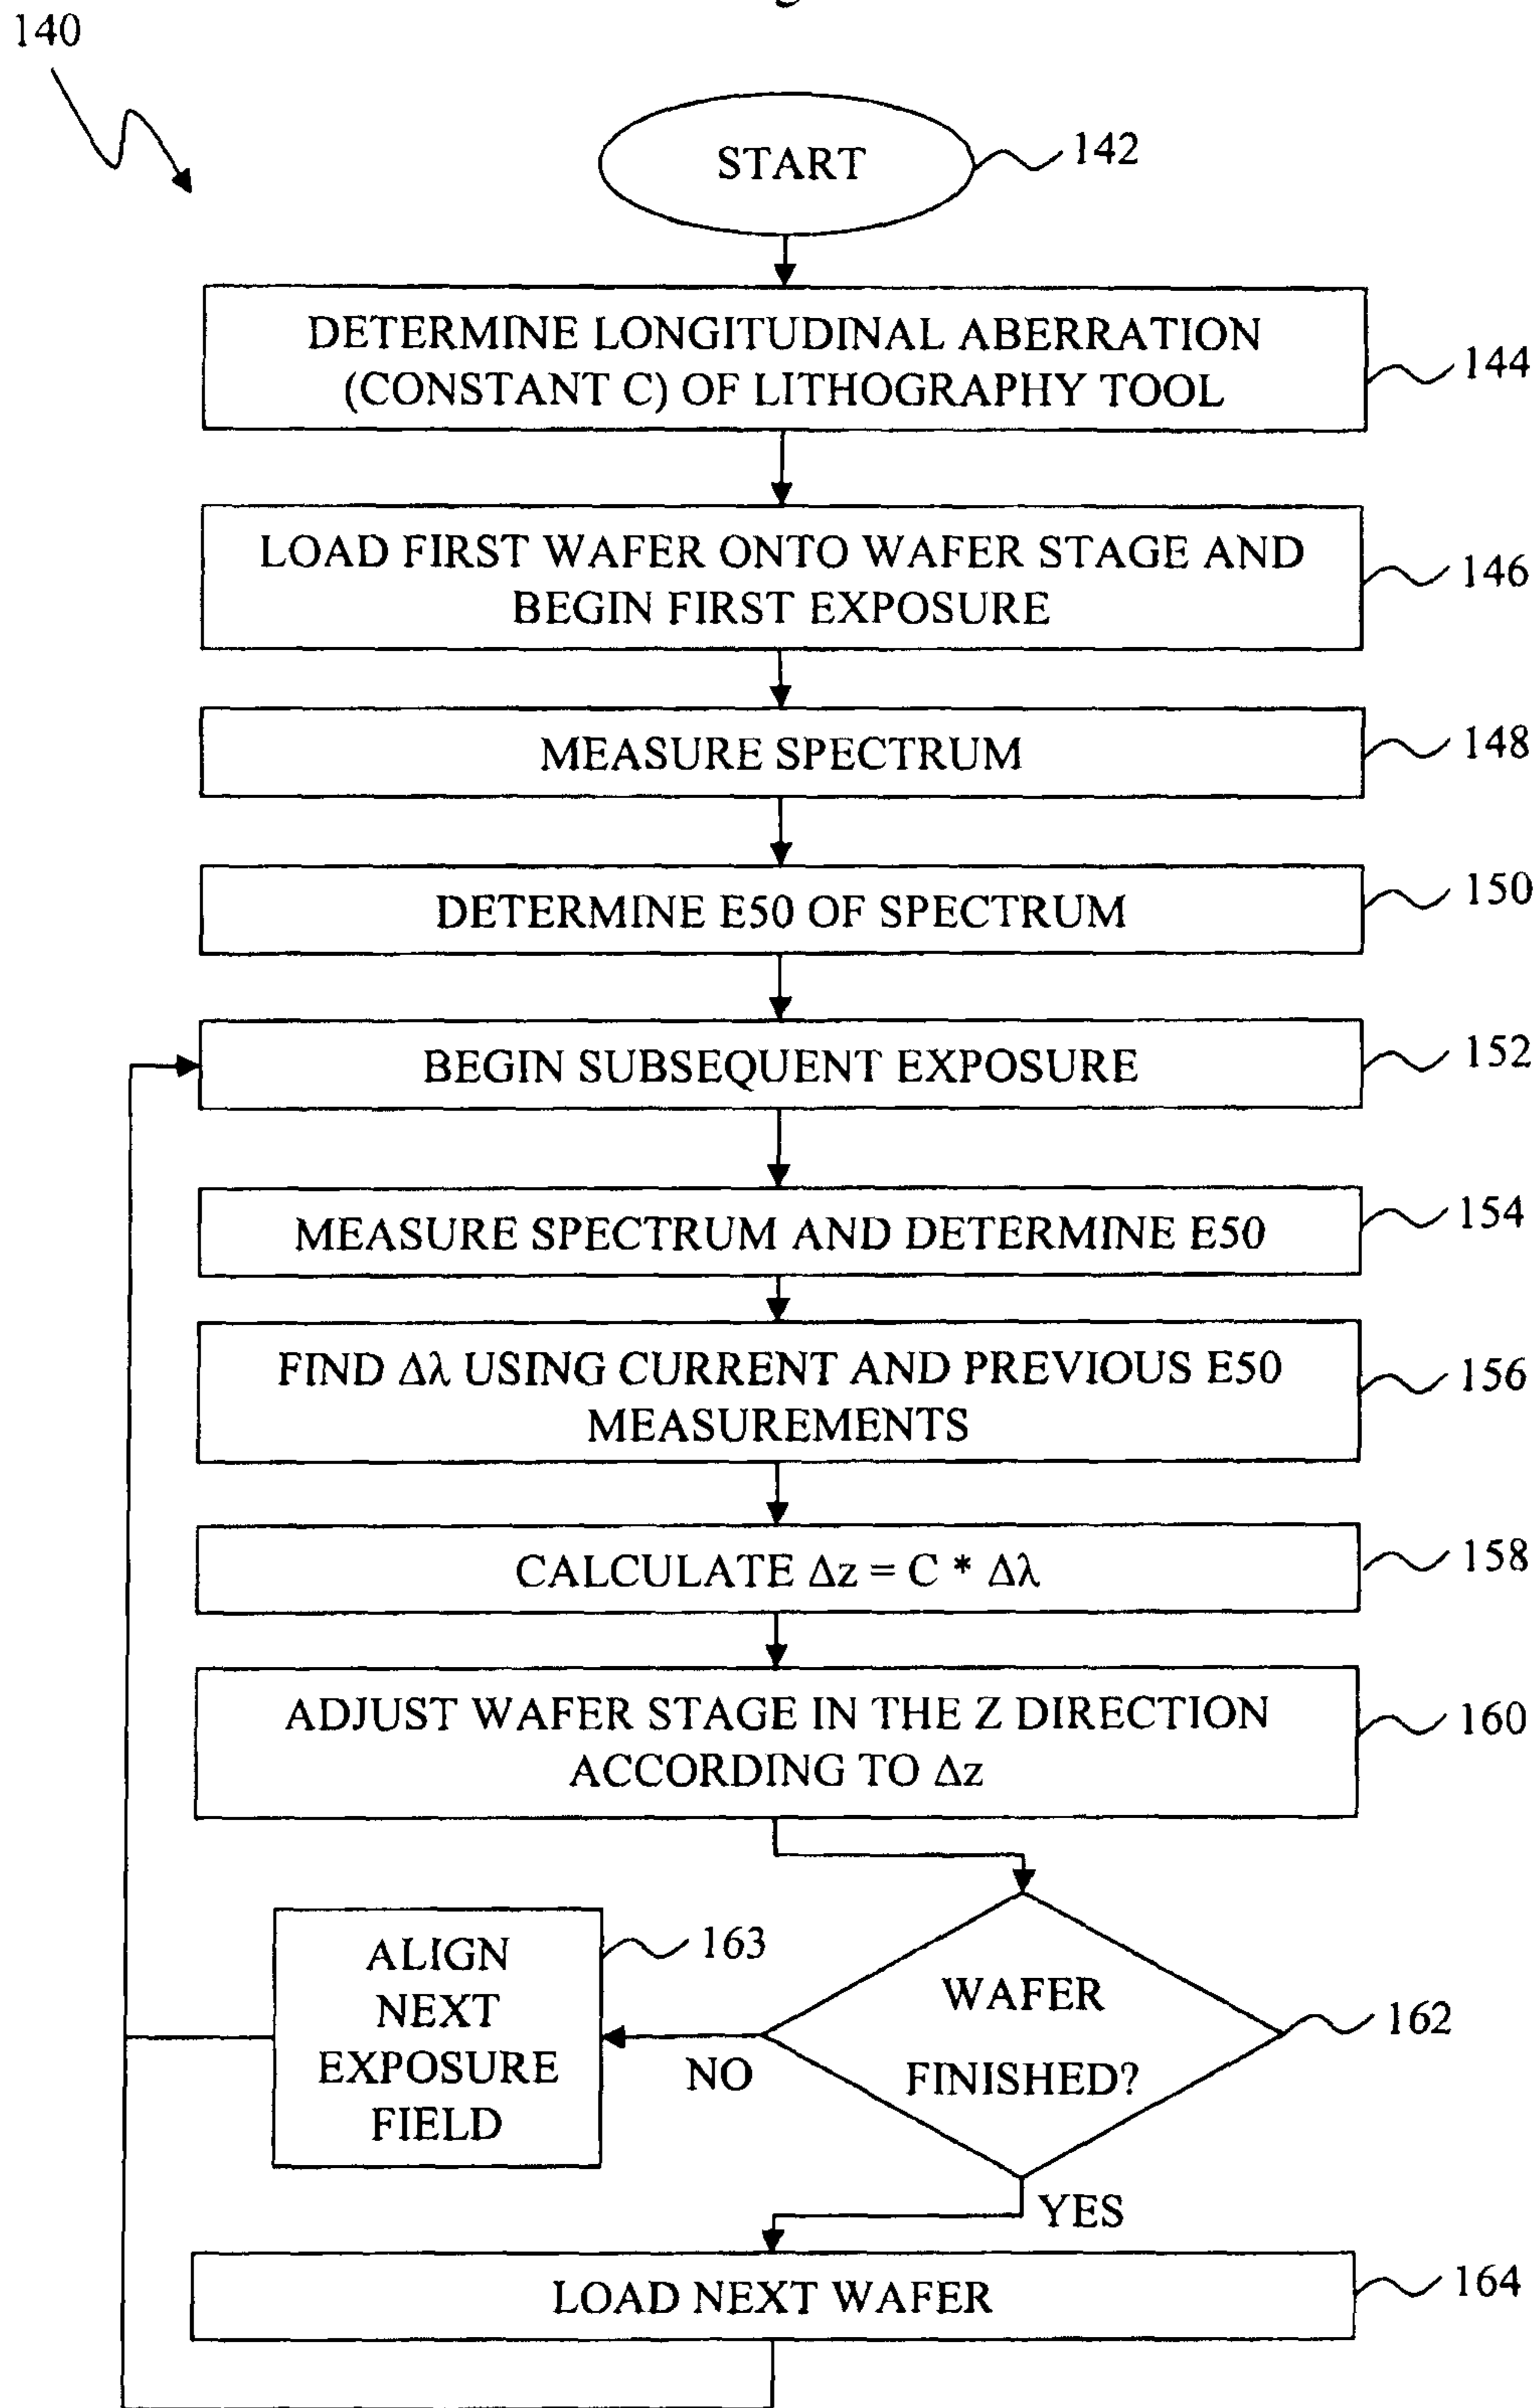 140
START
142
DETERMINE LONGITUDINAL ABERRATION
(CONSTANT C) OF LITHOGRAPHY TOOL
144
LOAD FIRST WAFER ONTO WAFER STAGE AND
BEGIN FIRST EXPOSURE
146
MEASURE SPECTRUM
148
DETERMINE E50 OF SPECTRUM
150
BEGIN SUBSEQUENT EXPOSURE
152
MEASURE SPECTRUM AND DETERMINE E50
154
FIND Δλ USING CURRENT AND PREVIOUS E50
MEASUREMENTS
156
CALCULATE Δz = C * Δλ
158
ADJUST WAFER STAGE IN THE Z DIRECTION
ACCORDING TO Δz
160
ALIGN
NEXT
EXPOSURE
FIELD
163
WAFER
FINISHED?
162
NO
YES
LOAD NEXT WAFER
164